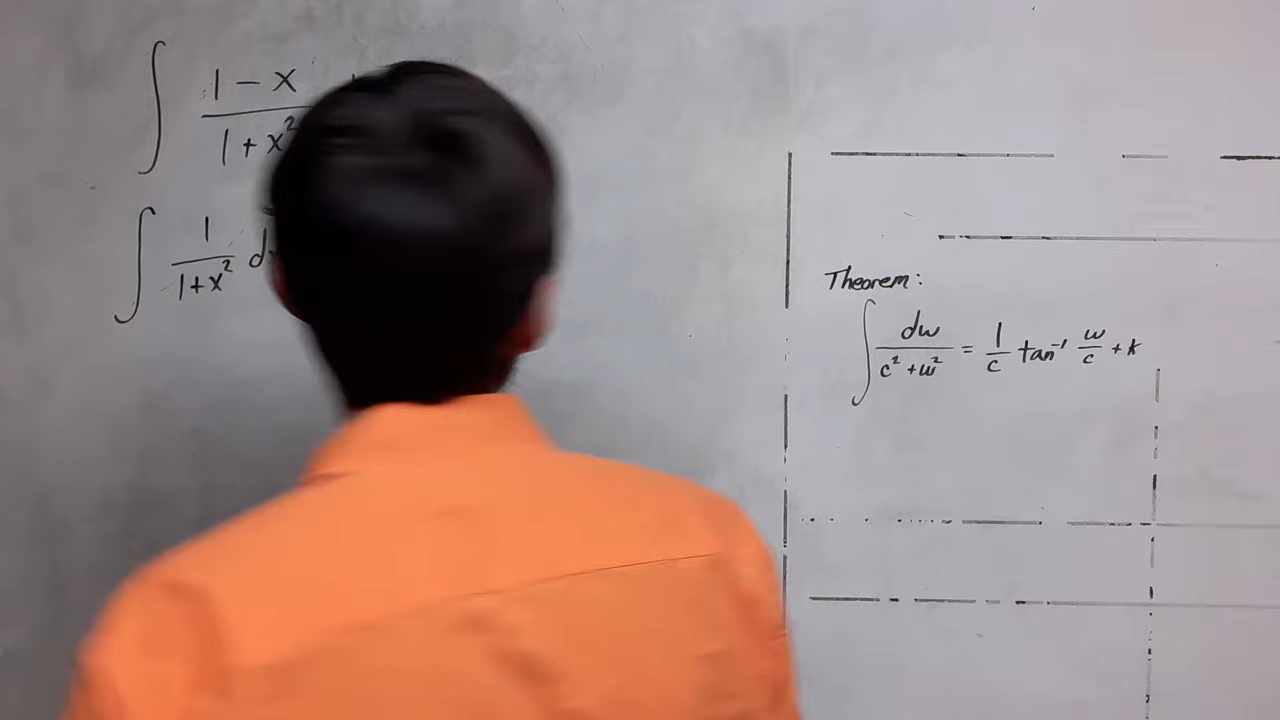 ∫ (1 - x)/(1 + x²)
∫ 1/(1+x²) d
Theorem:
∫ dw/(c² + w²) = 1/c tan⁻¹ w/c + k